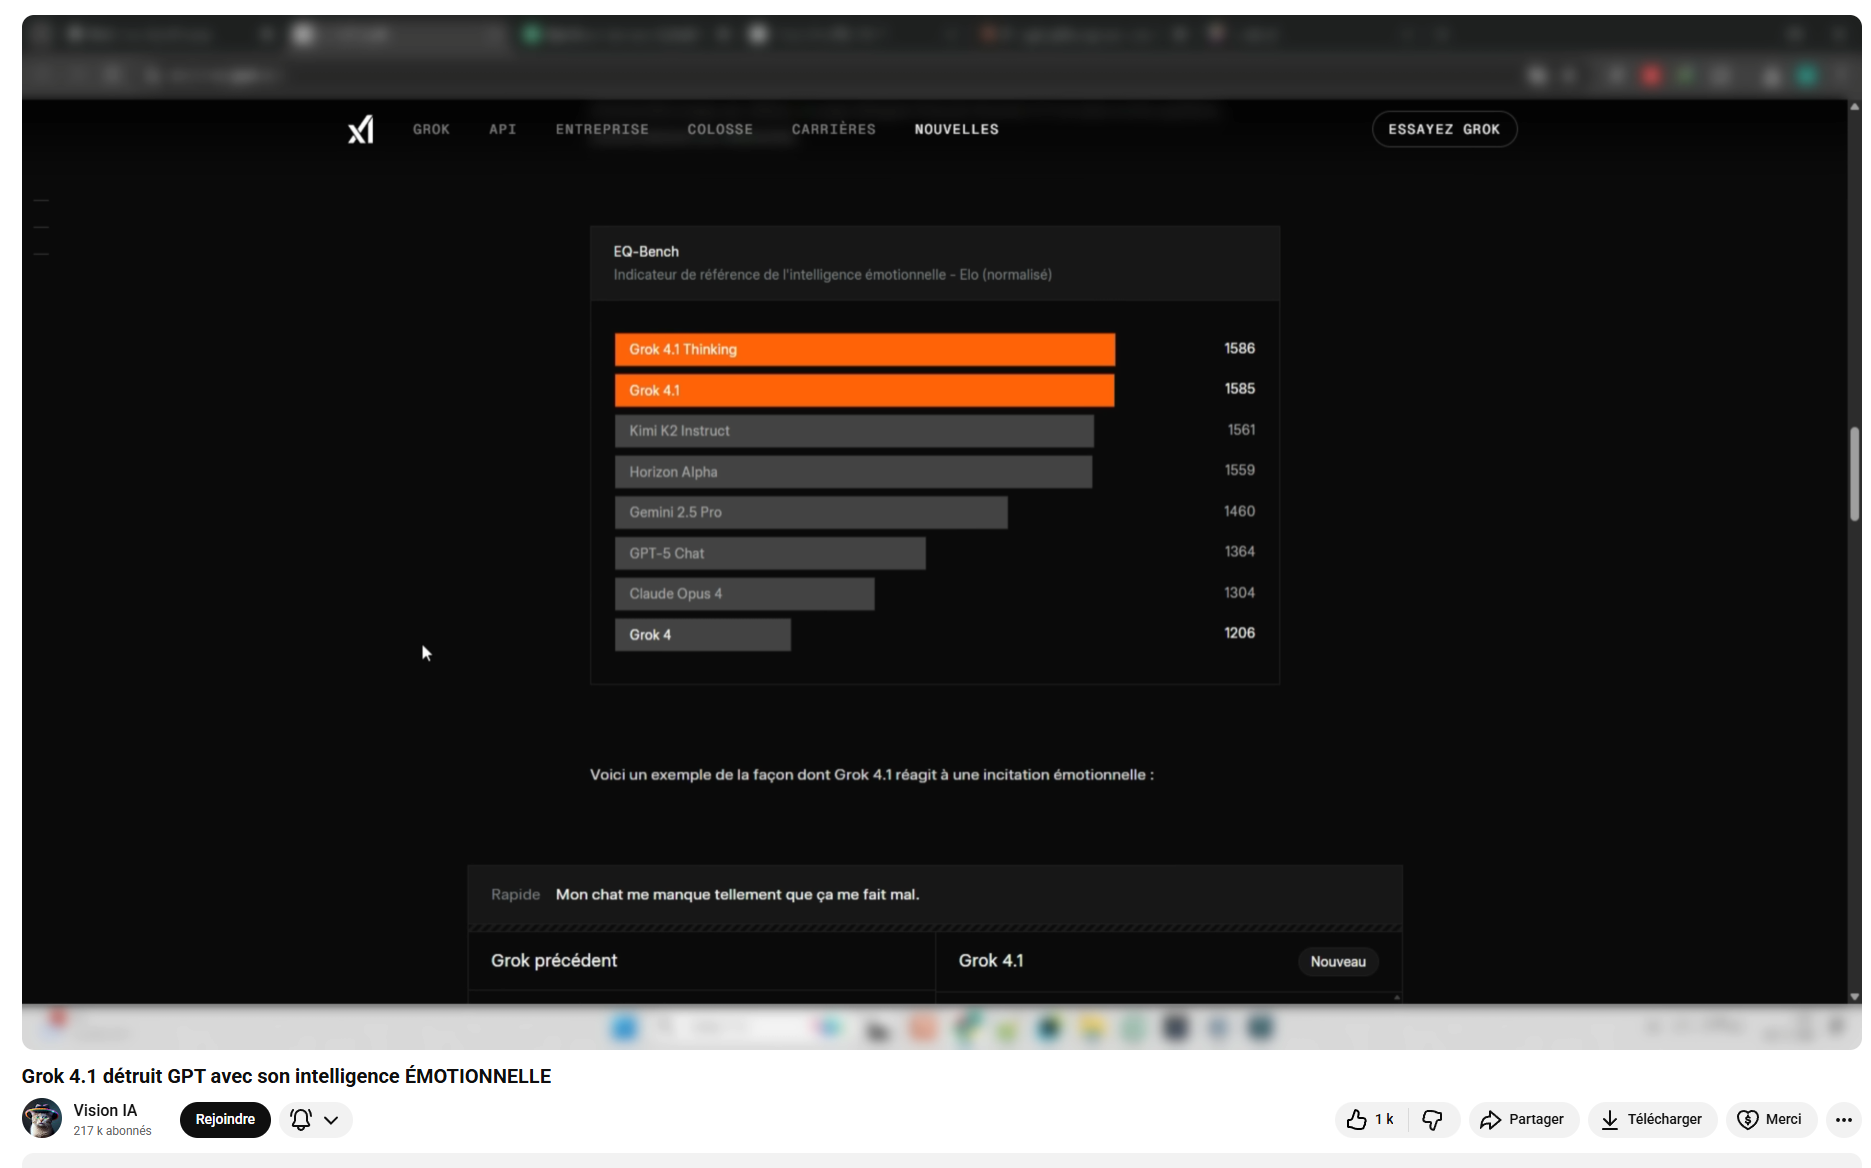 xI
GROK
API
ENTREPRISE
COLOSSE
CARRIÈRES
NOUVELLES
ESSAYEZ GROK
EQ-Bench
Indicateur de référence de l'intelligence émotionnelle - Elo (normalisé)
Grok 4.1 Thinking 1586
Grok 4.1 1585
Kimi K2 Instruct 1561
Horizon Alpha 1559
Gemini 2.5 Pro 1460
GPT-5 Chat 1364
Claude Opus 4 1304
Grok 4 1206
Voici un exemple de la façon dont Grok 4.1 réagit à une incitation émotionnelle :
Rapide Mon chat me manque tellement que ça me fait mal.
Grok précédent
Grok 4.1
Nouveau
Grok 4.1 détruit GPT avec son intelligence ÉMOTIONNELLE
Vision IA
217 k abonnés
Rejoindre
1 k
Partager
Télécharger
Merci